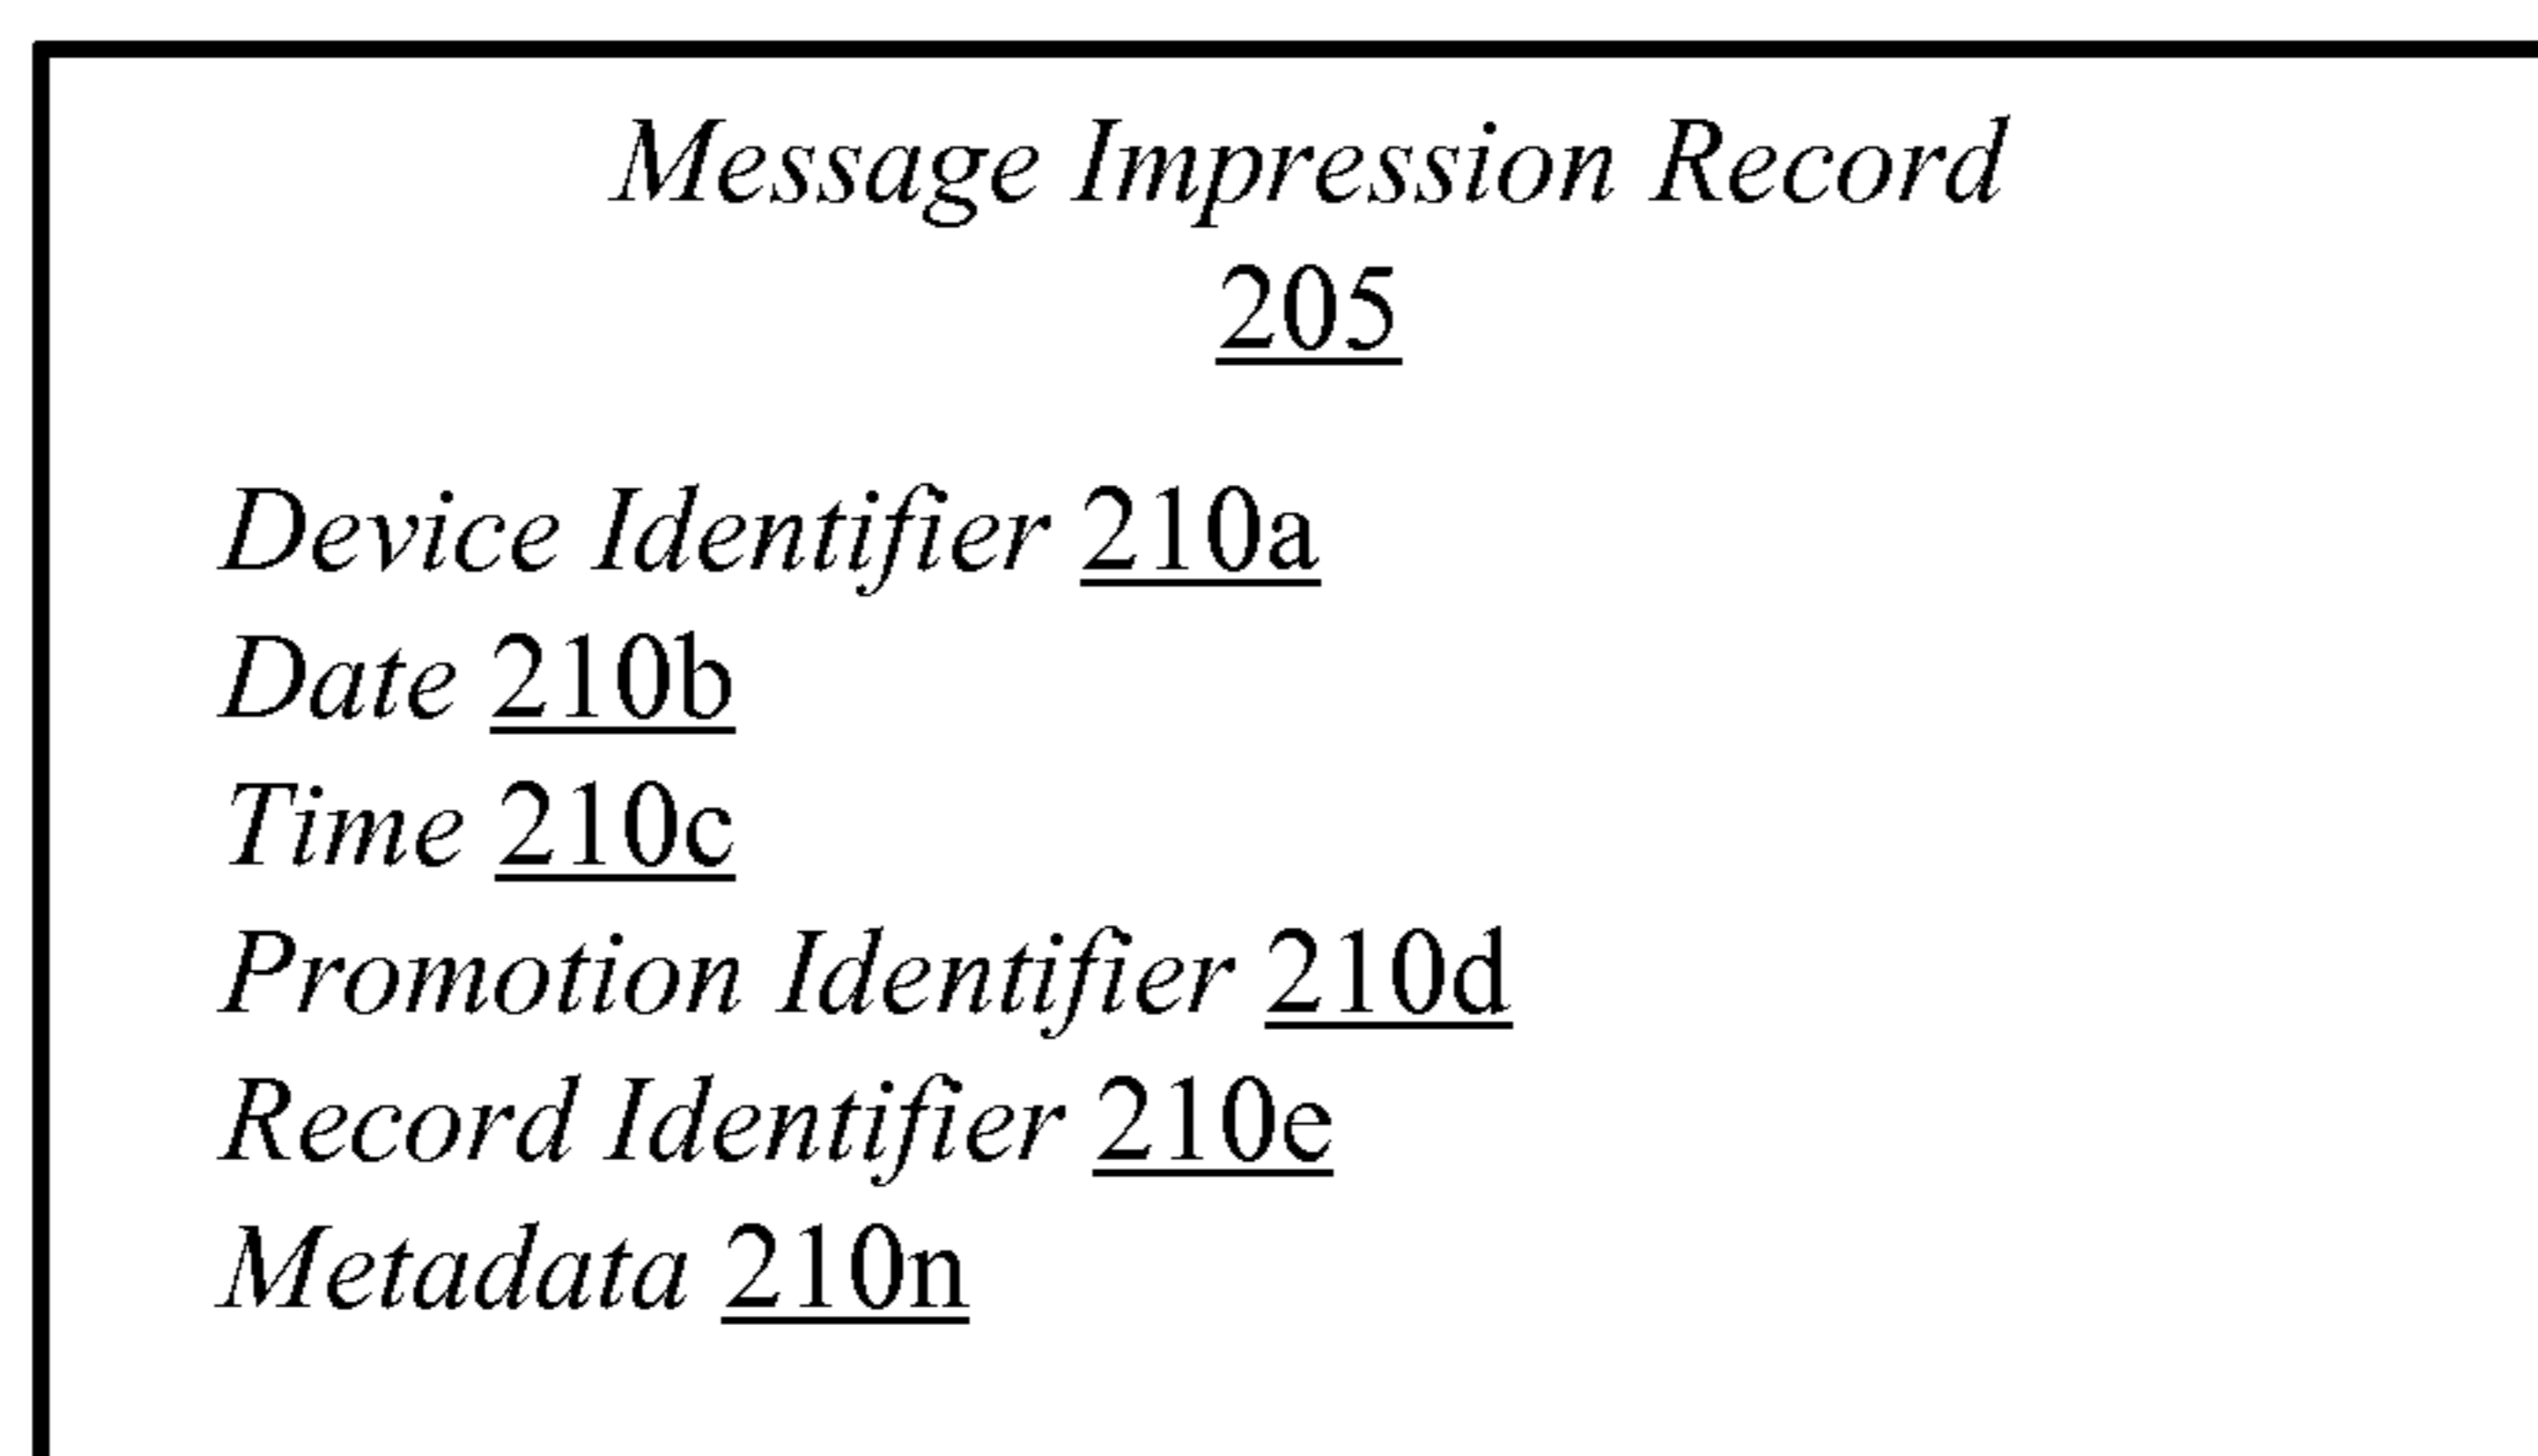 Message Impression Record
205
Device Identifier 210a
Date 210b
Time 210c
Promotion Identifier 210d
Record Identifier 210e
Metadata 210n